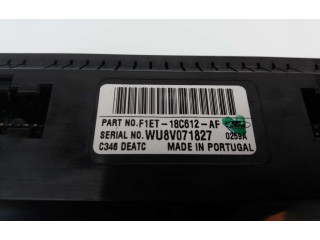 PART NO. F1ET-18C612-AF
SERIAL NO. WU8V071827 0259A
C346 DEATC MADE IN PORTUGAL